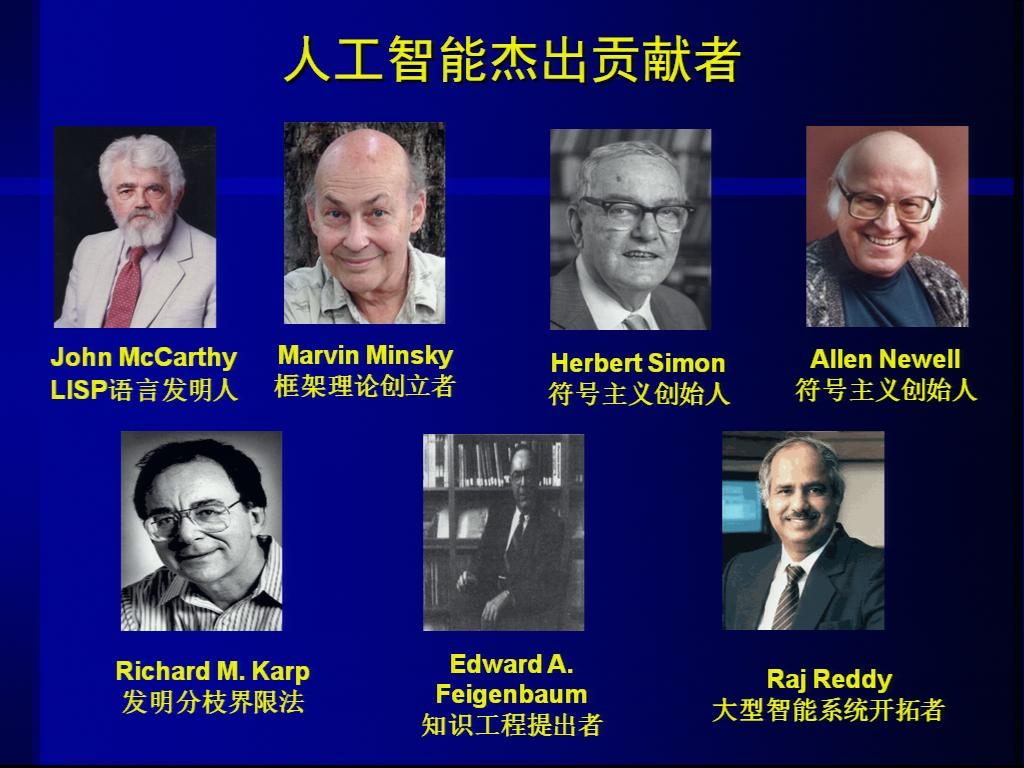 人工智能杰出贡献者
John McCarthy
LISP语言发明人
Marvin Minsky
框架理论创立者
Herbert Simon
符号主义创始人
Allen Newell
符号主义创始人
Richard M. Karp
发明分枝界限法
Edward A.
Feigenbaum
知识工程提出者
Raj Reddy
大型智能系统开拓者